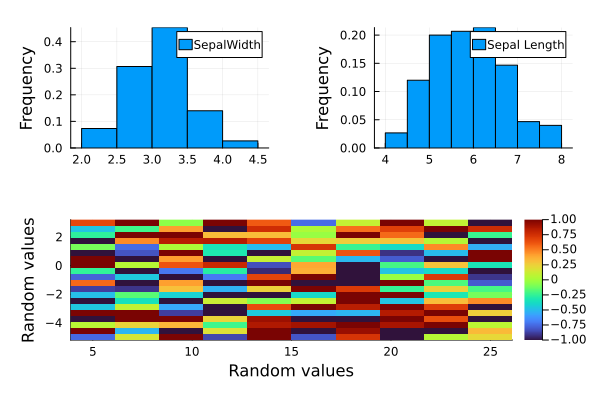 Frequency
0.4
0.3
0.2
0.1
0.0
SepalWidth
2.0 2.5 3.0 3.5 4.0 4.5
Frequency
0.20
0.15
0.10
0.05
0.00
Sepal Length
4 5 6 7 8
Random values
2
0
−2
−4
5 10 15 20 25
Random values
1.00
0.75
0.50
0.25
0
−0.25
−0.50
−0.75
−1.00